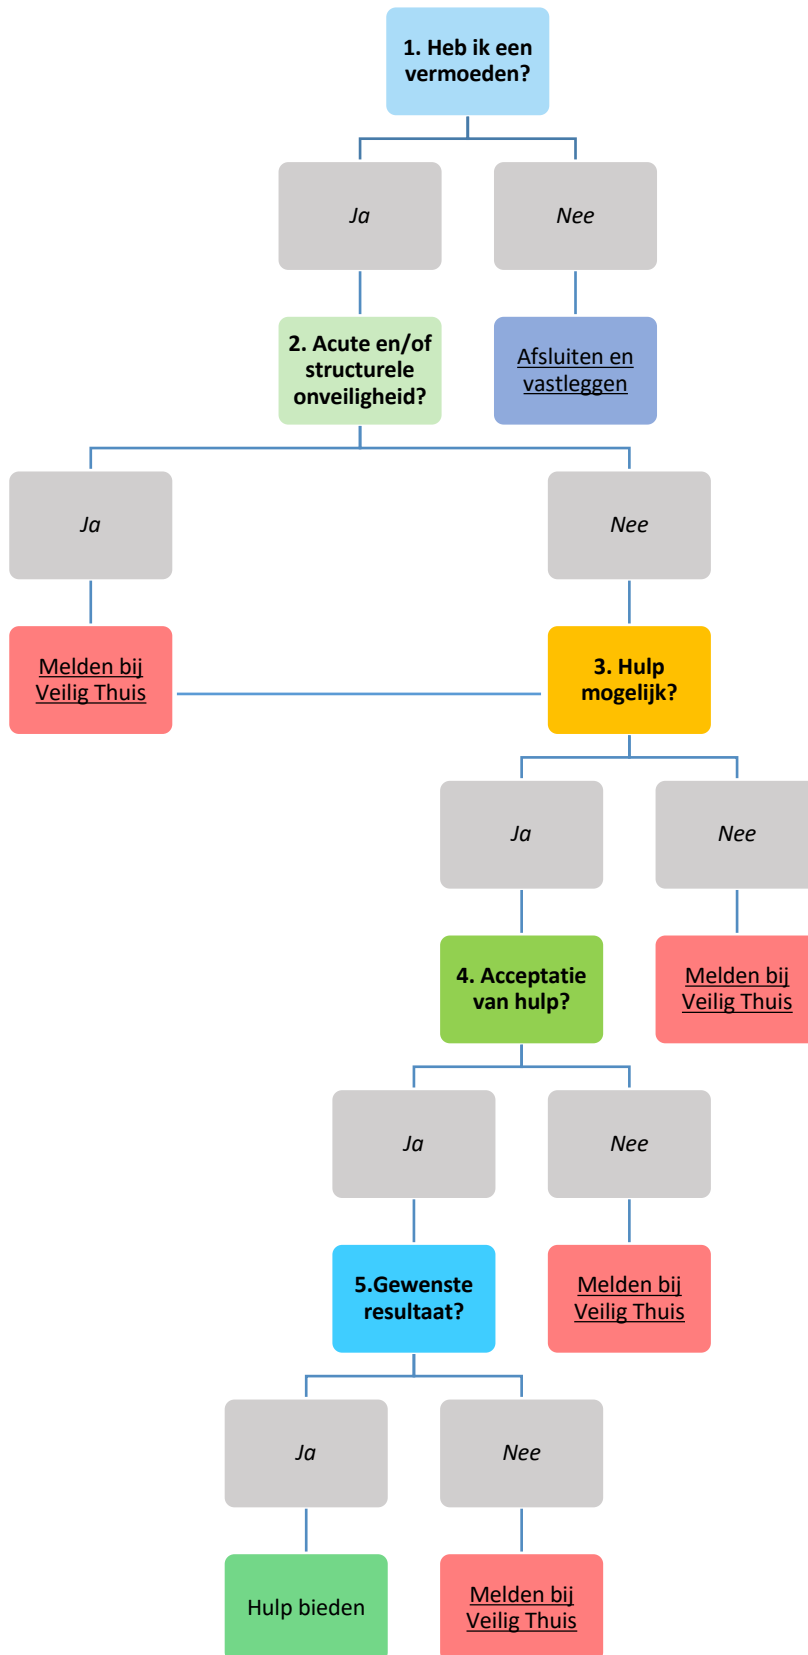 1. Heb ik een
vermoeden?
Ja
Nee
2. Acute en/of
structurele
onveiligheid?
Afsluiten en
vastleggen
Ja
Nee
Melden bij
Veilig Thuis
3. Hulp
mogelijk?
Ja
Nee
4. Acceptatie
van hulp?
Melden bij
Veilig Thuis
Ja
Nee
5.Gewenste
resultaat?
Melden bij
Veilig Thuis
Ja
Nee
Hulp bieden
Melden bij
Veilig Thuis